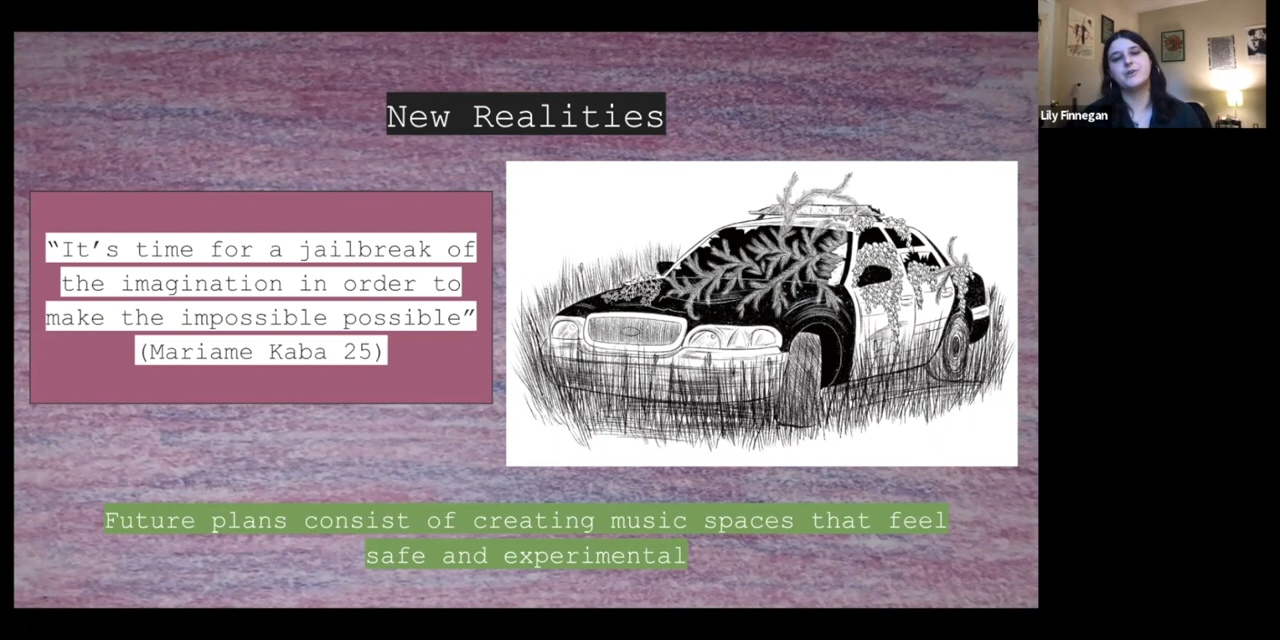 New Realities
“It’s time for a jailbreak of
the imagination in order to
make the impossible possible”
(Mariame Kaba 25)
Future plans consist of creating music spaces that feel
safe and experimental
Lily Finnegan